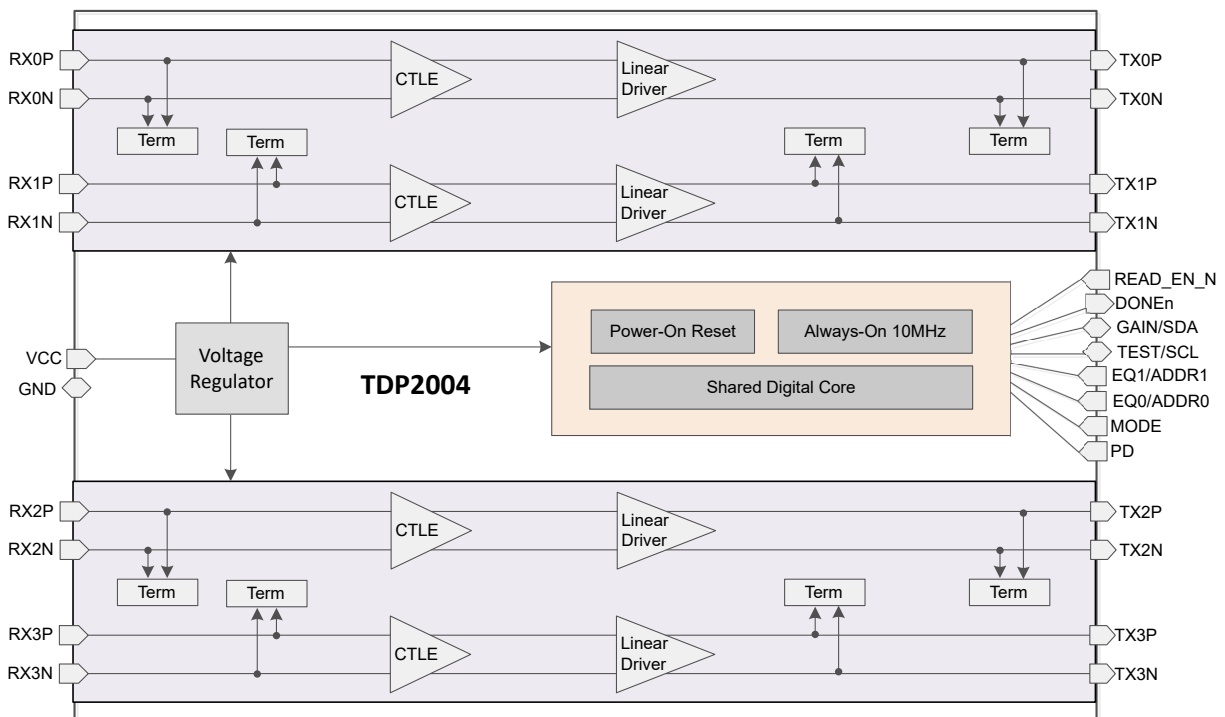 RX0P
CTLE
Linear
Driver
TX0P
RX0N
TX0N
Term
Term
Term
Term
RX1P
CTLE
Linear
Driver
TX1P
RX1N
TX1N
READ_EN_N
DONEn
GAIN/SDA
TEST/SCL
EQ1/ADDR1
EQ0/ADDR0
MODE
PD
VCC
GND
Voltage
Regulator
TDP2004
Power-On Reset
Always-On 10MHz
Shared Digital Core
RX2P
CTLE
Linear
Driver
TX2P
RX2N
TX2N
Term
Term
Term
Term
RX3P
CTLE
Linear
Driver
TX3P
RX3N
TX3N